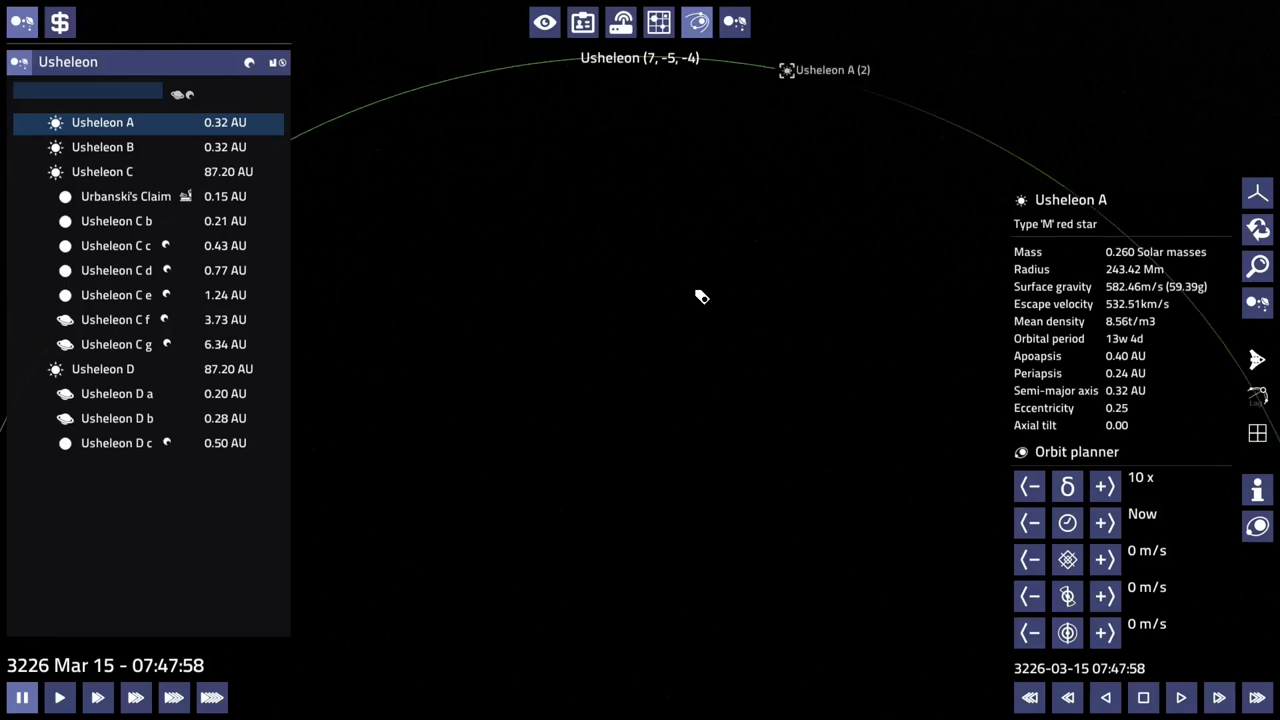 Usheleon (7, -5, -4)
Usheleon A (2)
Usheleon
Usheleon A 0.32 AU
Usheleon B 0.32 AU
Usheleon C 87.20 AU
Urbanski's Claim 0.15 AU
Usheleon C b 0.21 AU
Usheleon C c 0.43 AU
Usheleon C d 0.77 AU
Usheleon C e 1.24 AU
Usheleon C f 3.73 AU
Usheleon C g 6.34 AU
Usheleon D 87.20 AU
Usheleon D a 0.20 AU
Usheleon D b 0.28 AU
Usheleon D c 0.50 AU
3226 Mar 15 - 07:47:58
Usheleon A
Type 'M' red star
Mass 0.260 Solar masses
Radius 243.42 Mm
Surface gravity 582.46m/s (59.39g)
Escape velocity 532.51km/s
Mean density 8.56t/m3
Orbital period 13w 4d
Apoapsis 0.40 AU
Periapsis 0.24 AU
Semi-major axis 0.32 AU
Eccentricity 0.25
Axial tilt 0.00
Orbit planner
10 x
Now
0 m/s
0 m/s
0 m/s
3226-03-15 07:47:58